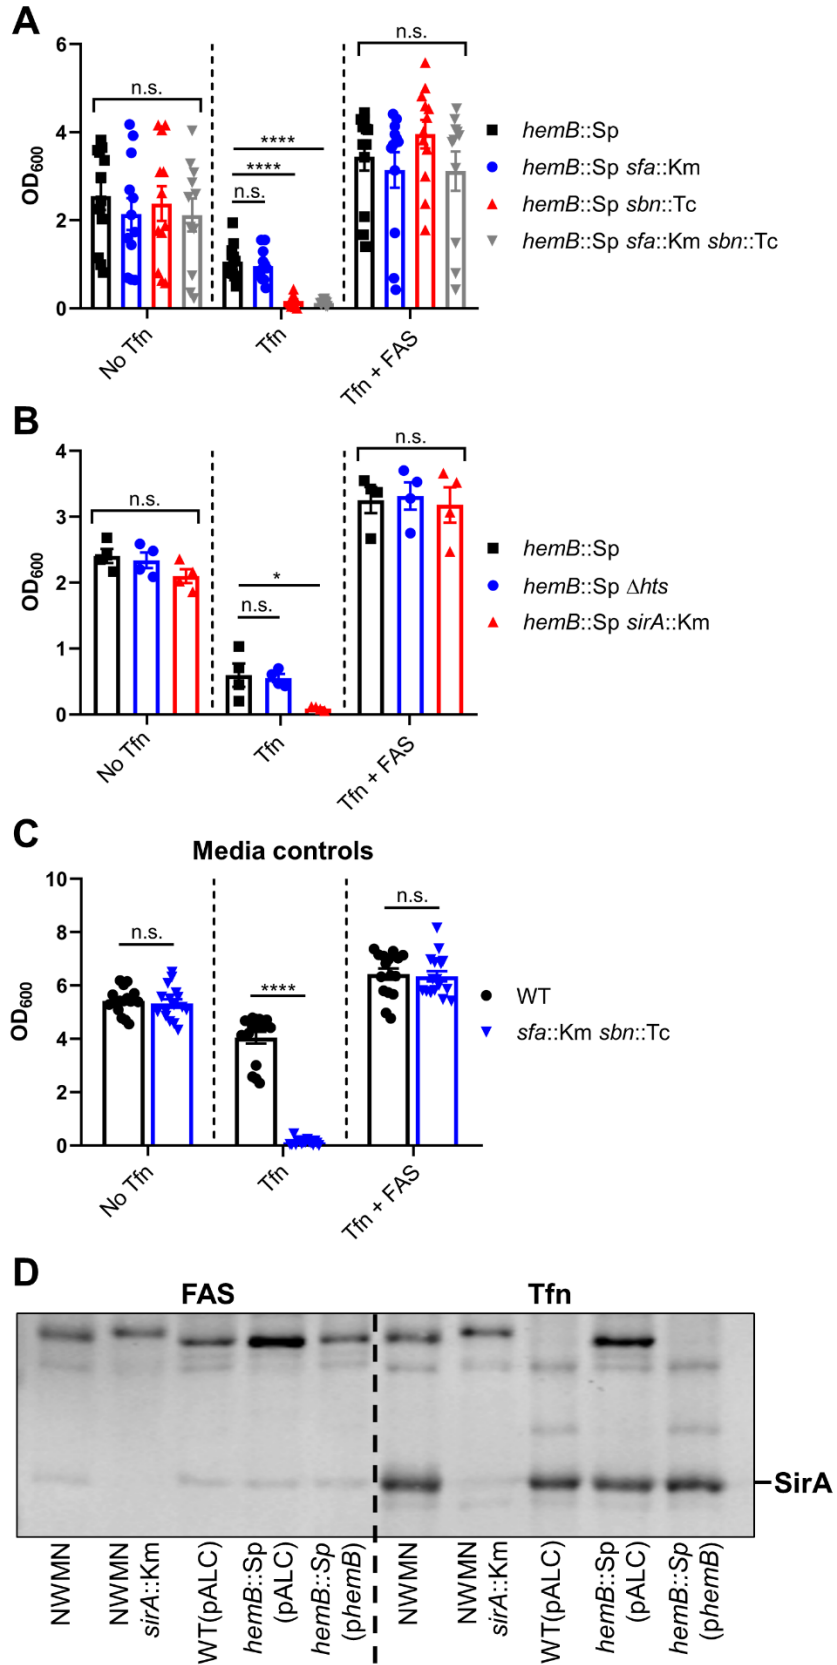 A
6
4
2
0
OD600
n.s.
n.s.
****
****
n.s.
No Tfn
Tfn
Tfn + FAS
hemB::Sp
hemB::Sp sfa::Km
hemB::Sp sbn::Tc
hemB::Sp sfa::Km sbn::Tc
B
4
3
2
1
0
OD600
n.s.
n.s.
*
n.s.
No Tfn
Tfn
Tfn + FAS
hemB::Sp
hemB::Sp Δhts
hemB::Sp sirA::Km
C
Media controls
10
8
6
4
2
0
OD600
n.s.
n.s.
****
No Tfn
Tfn
Tfn + FAS
WT
sfa::Km sbn::Tc
D
FAS
Tfn
SirA
NWMN
NWMN
sirA::Km
WT(pALC)
hemB::Sp
(pALC)
hemB::Sp
(phemB)
NWMN
NWMN
sirA::Km
WT(pALC)
hemB::Sp
(pALC)
hemB::Sp
(phemB)